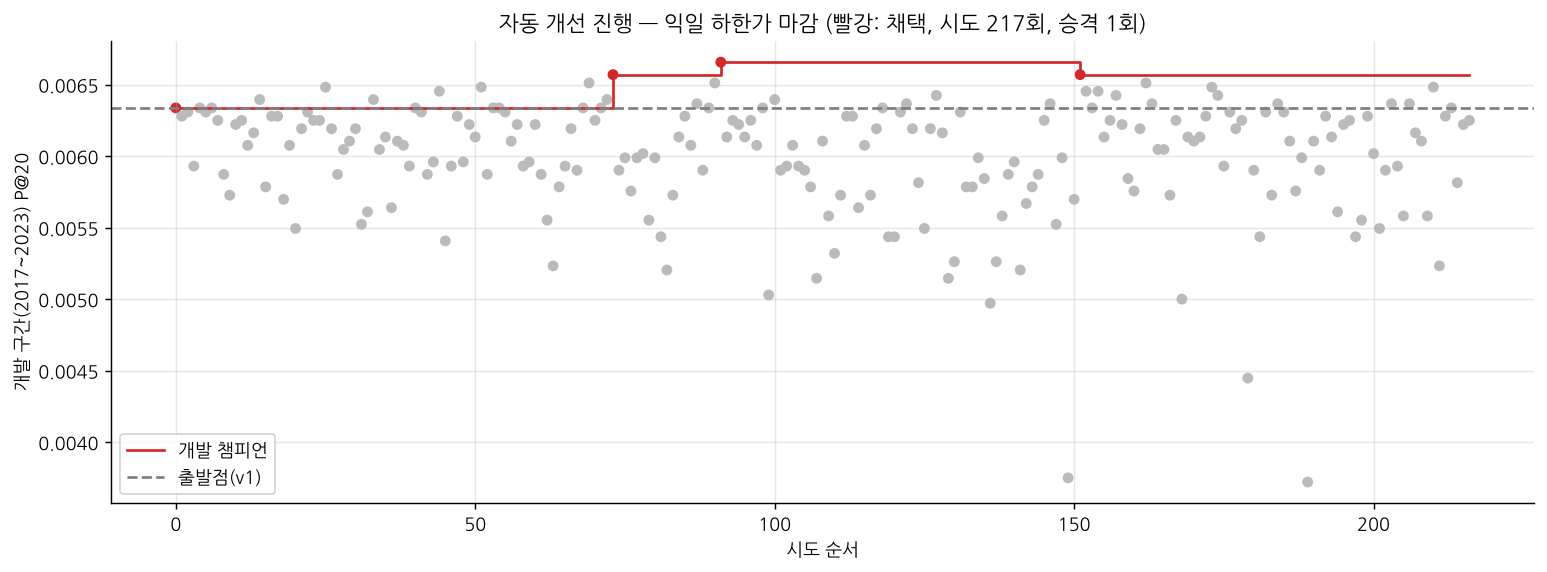 자동 개선 진행 — 익일 하한가 마감 (빨강: 채택, 시도 217회, 승격 1회)
개발 구간(2017~2023) P@20
0.0065
0.0060
0.0055
0.0050
0.0045
0.0040
개발 챔피언
출발점(v1)
0 50 100 150 200
시도 순서